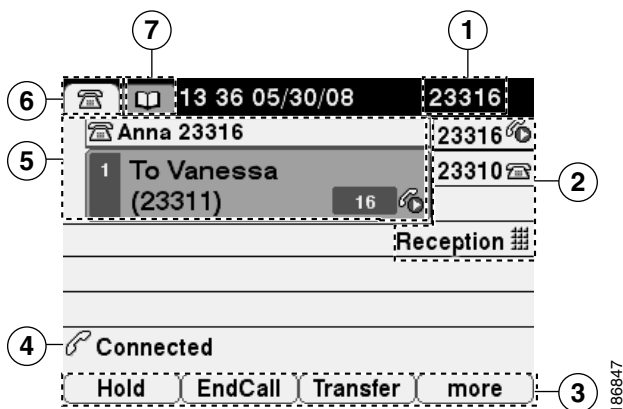 7 1
6 13 36 05/30/08 23316
Anna 23316 23316
5 1 To Vanessa 23310 2
(23311) 16
Reception
4 Connected
Hold EndCall Transfer more 3
186847